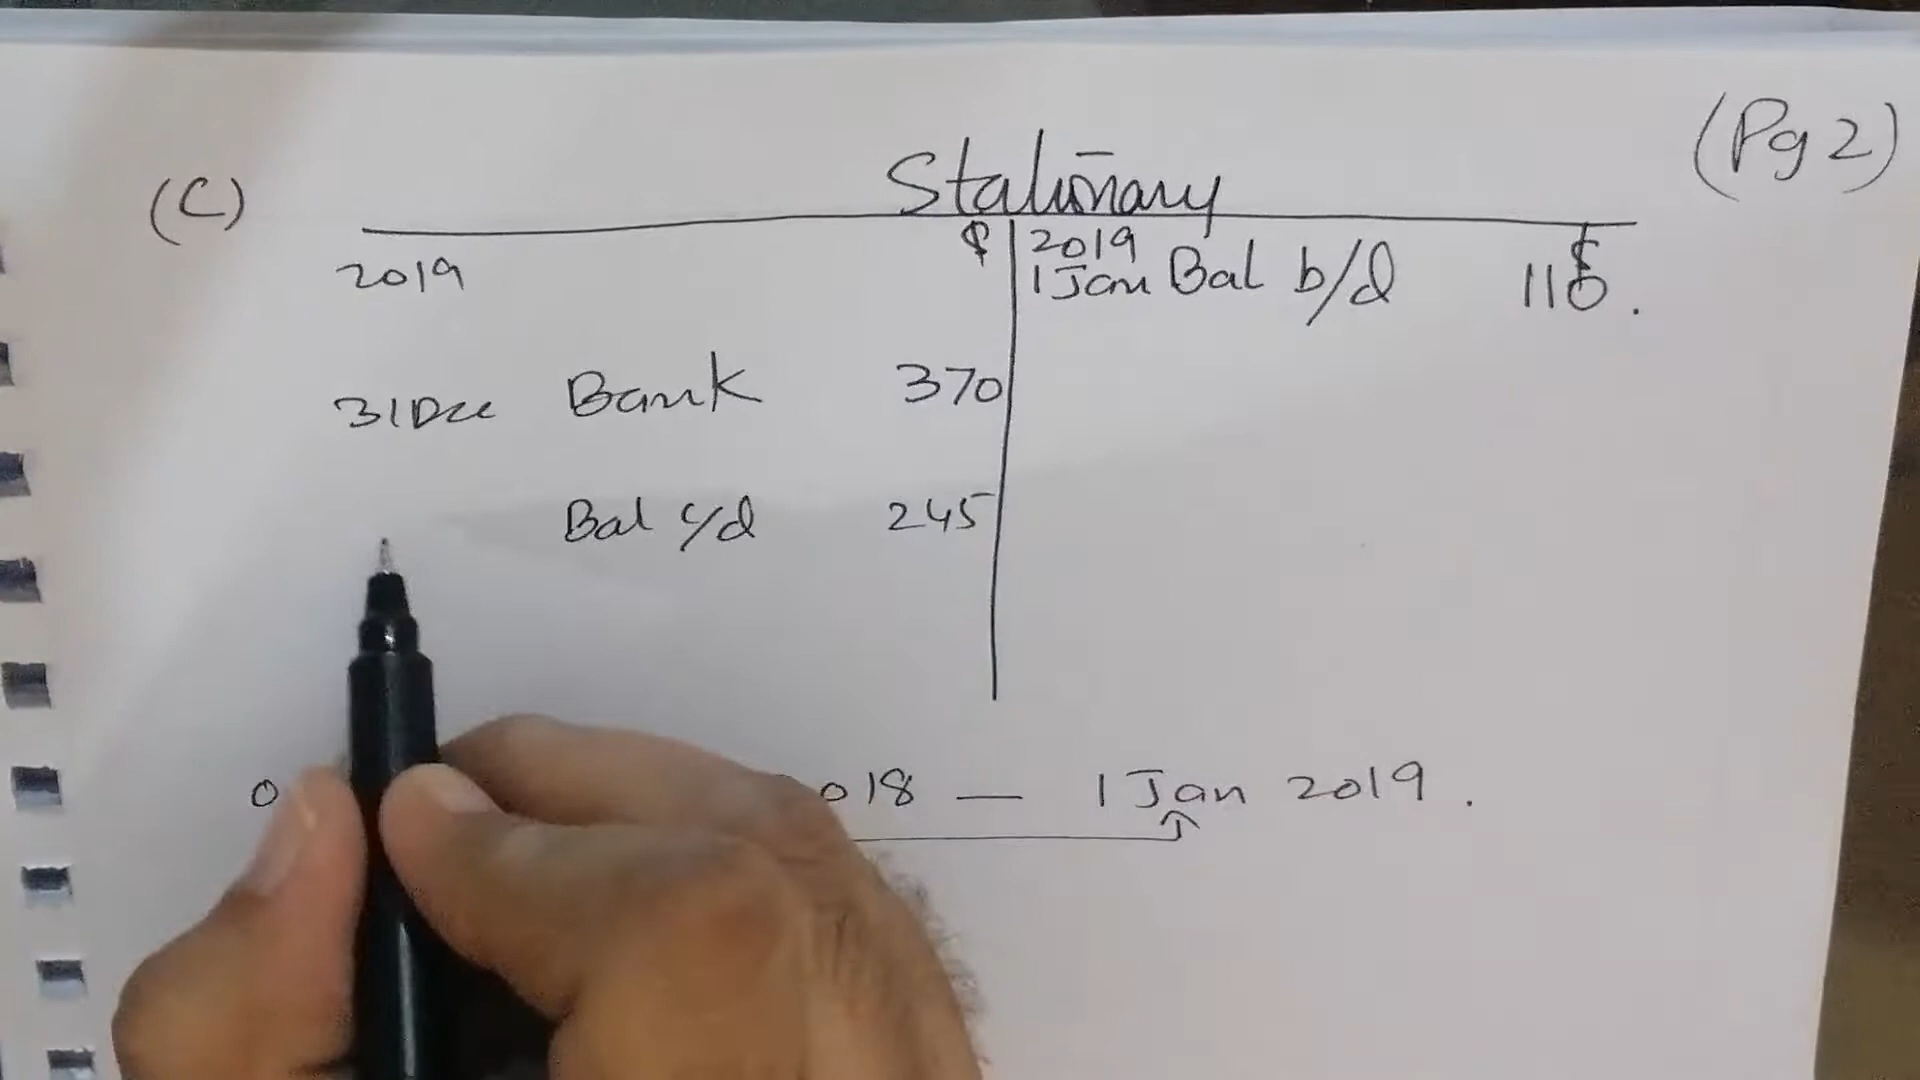 (Pg 2)
(C) Stationary
2019 $
2019 $
1 Jan Bal b/d 110.
31 Dec Bank 370
Bal c/d 245
018 — 1 Jan 2019.